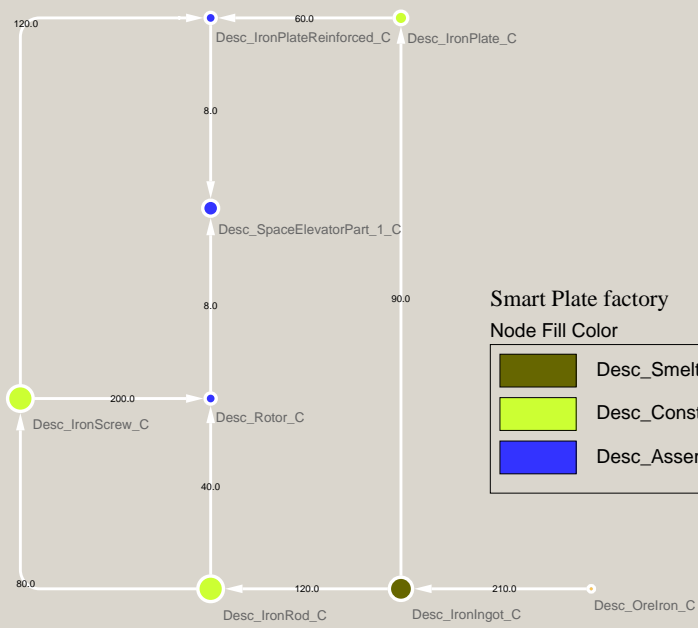 120.0
60.0
Desc_IronPlateReinforced_C
Desc_IronPlate_C
8.0
Desc_SpaceElevatorPart_1_C
8.0
90.0
Smart Plate factory
Node Fill Color
Desc_Smelt
Desc_Const
Desc_Assem
200.0
Desc_IronScrew_C
Desc_Rotor_C
40.0
80.0
120.0
210.0
Desc_IronRod_C
Desc_IronIngot_C
Desc_OreIron_C